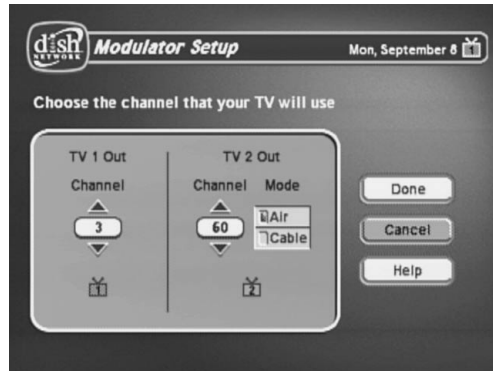 dish
NETWORK
Modulator Setup
Mon, September 8
1
Choose the channel that your TV will use
TV 1 Out
TV 2 Out
Channel
Channel Mode
3
60
Air
Cable
1
2
Done
Cancel
Help